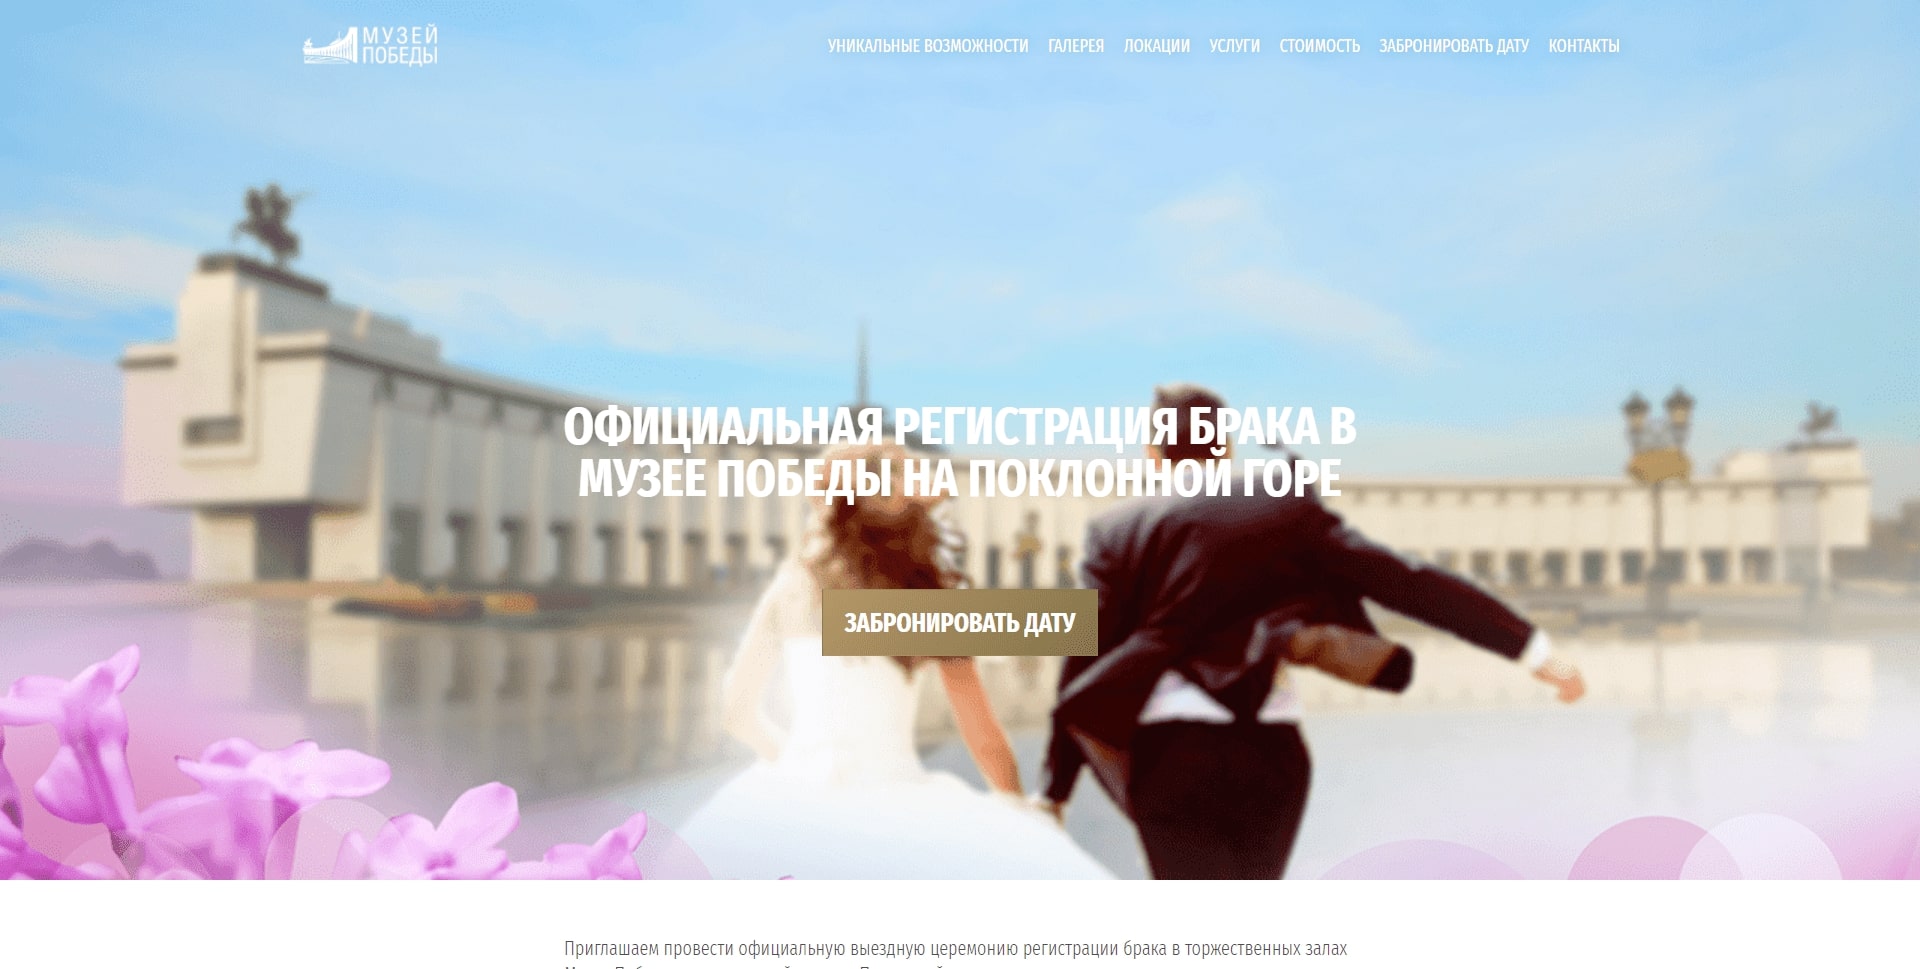 МУЗЕЙ
ПОБЕДЫ
УНИКАЛЬНЫЕ ВОЗМОЖНОСТИ ГАЛЕРЕЯ ЛОКАЦИИ УСЛУГИ СТОИМОСТЬ ЗАБРОНИРОВАТЬ ДАТУ КОНТАКТЫ
ОФИЦИАЛЬНАЯ РЕГИСТРАЦИЯ БРАКА В
МУЗЕЕ ПОБЕДЫ НА ПОКЛОННОЙ ГОРЕ
ЗАБРОНИРОВАТЬ ДАТУ
Приглашаем провести официальную выездную церемонию регистрации брака в торжественных залах